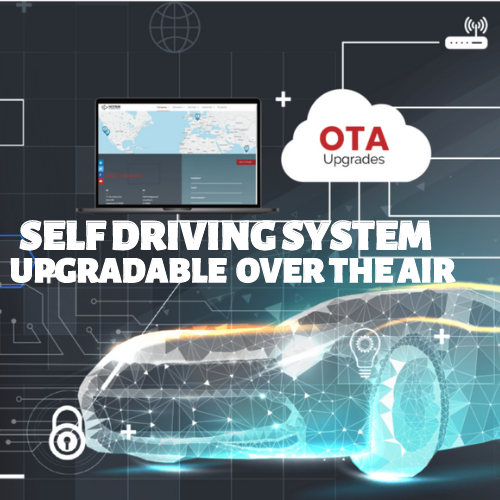 OTA
Upgrades
SELF DRIVING SYSTEM
UPGRADABLE OVER THE AIR